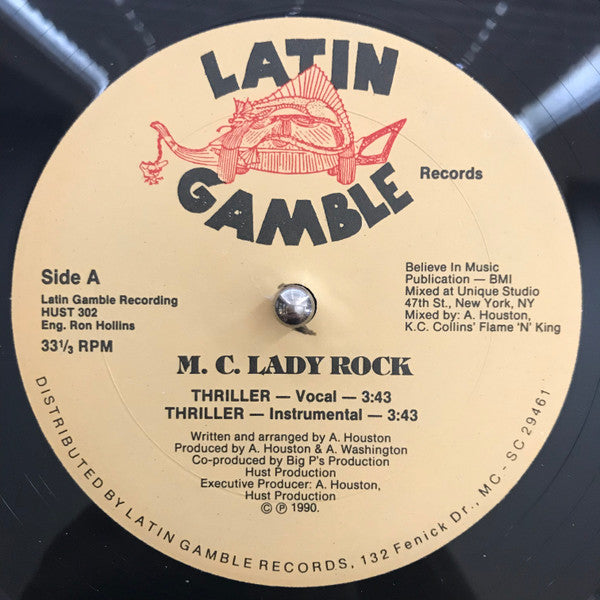 LATIN
GAMBLE
Records
Side A
Latin Gamble Recording
HUST 302
Eng. Ron Hollins
33⅓ RPM
Believe In Music
Publication — BMI
Mixed at Unique Studio
47th St., New York, NY
Mixed by: A. Houston,
K.C. Collins' Flame 'N' King
M. C. LADY ROCK
THRILLER — Vocal — 3:43
THRILLER — Instrumental — 3:43
Written and arranged by A. Houston
Produced by A. Houston & A. Washington
Co-produced by Big P's Production
Hust Production
Executive Producer: A. Houston,
Hust Production
© ℗ 1990.
DISTRIBUTED BY LATIN GAMBLE RECORDS, 132 Fenick Dr., MC.- SC 29461